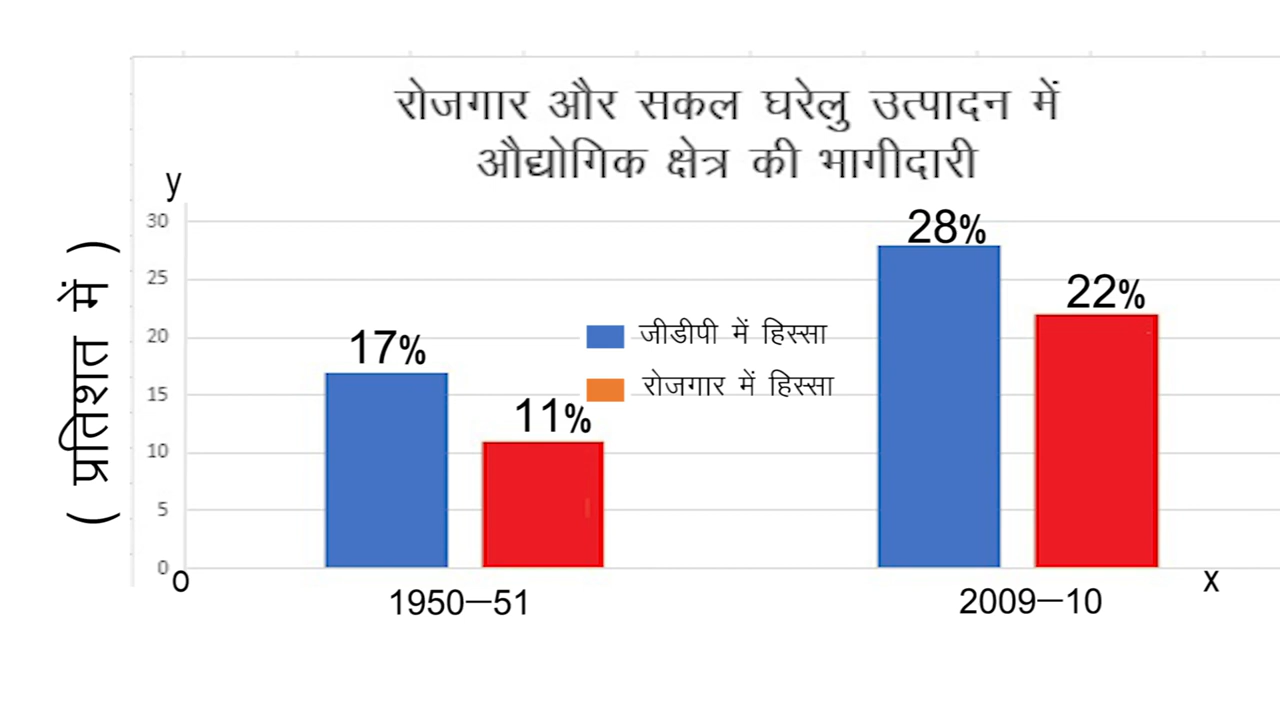 रोजगार और सकल घरेलु उत्पादन में
औद्योगिक क्षेत्र की भागीदारी
y
( प्रतिशत में )
30
25
20
15
10
5
0
28%
22%
17%
11%
जीडीपी में हिस्सा
रोजगार में हिस्सा
O
x
1950–51
2009–10